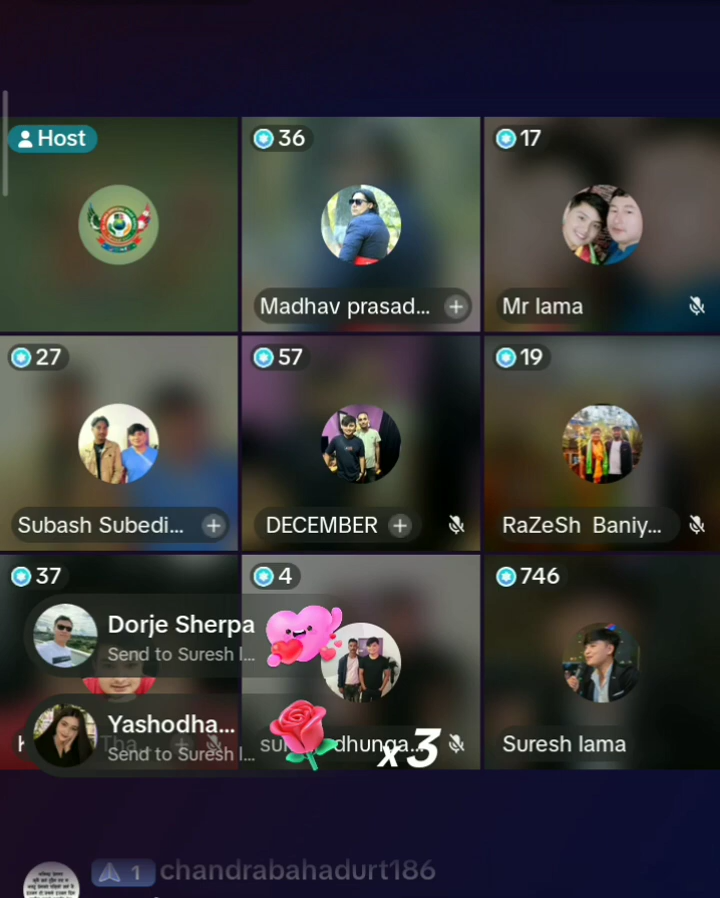 Host
36
17
Madhav prasad...
Mr lama
27
57
19
Subash Subedi...
DECEMBER
RaZeSh Baniy...
37
4
746
Dorje Sherpa
Send to Suresh l...
Yashodha...
Send to Suresh l...
x3
Suresh lama
1 chandrabahadurt186